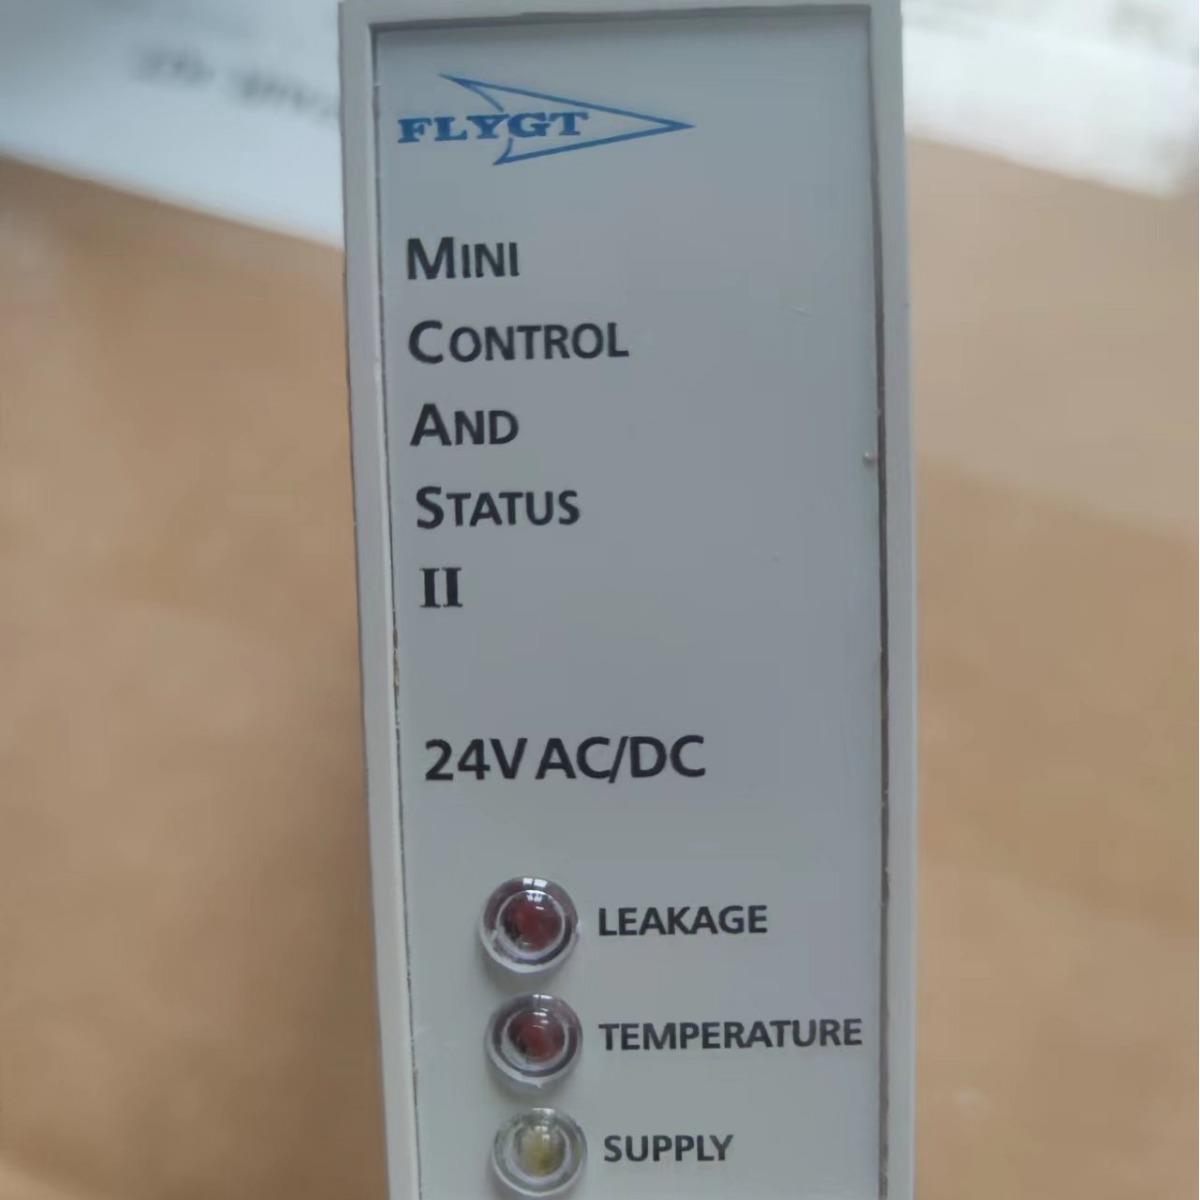 FLYGT
MINI
CONTROL
AND
STATUS
II
24V AC/DC
LEAKAGE
TEMPERATURE
SUPPLY